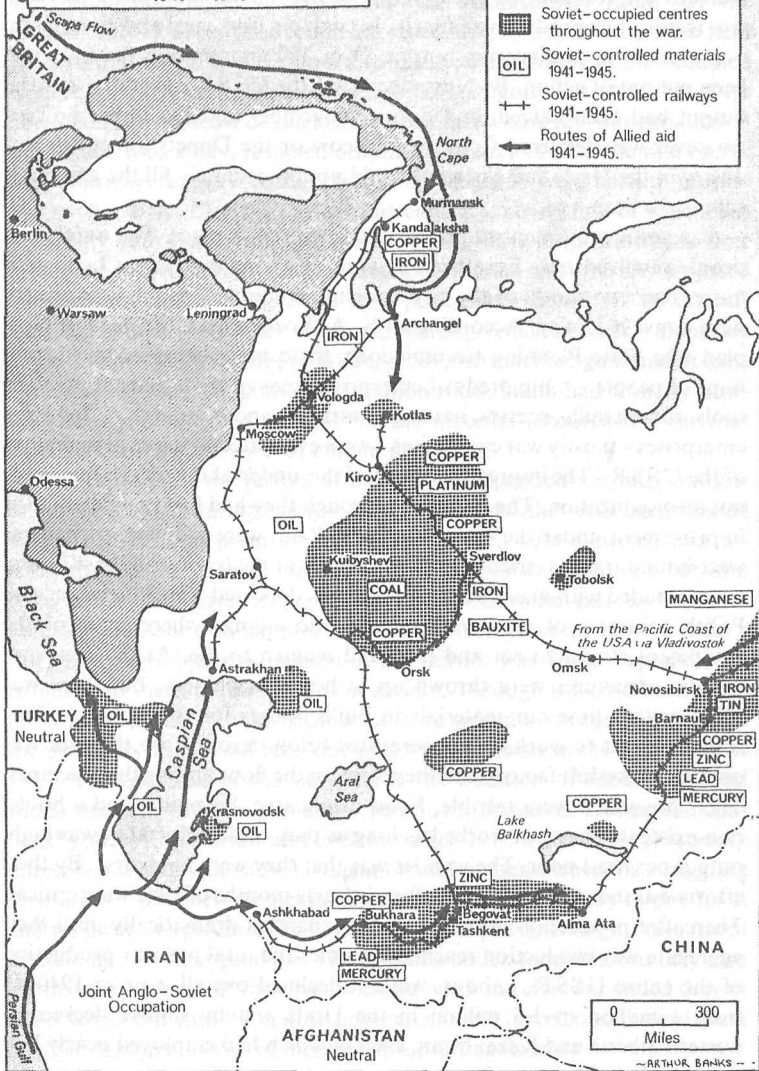 Soviet-occupied centres
throughout the war.
OIL
Soviet-controlled materials
1941-1945.
Soviet-controlled railways
1941-1945.
Routes of Allied aid
1941-1945.
Scapa Flow
GREAT
BRITAIN
North
Cape
Murmansk
Kandalaksha
COPPER
IRON
Berlin
Warsaw
Leningrad
Archangel
IRON
Vologda
Kotlas
Moscow
COPPER
Kirov
PLATINUM
Odessa
OIL
COPPER
Kuibyshev
Sverdlov
Tobolsk
Saratov
COAL
IRON
MANGANESE
BAUXITE
From the Pacific Coast of
the USA via Vladivostok
COPPER
Black Sea
Orsk
Omsk
Novosibirsk
IRON
TIN
Astrakhan
Barnaul
OIL
COPPER
TURKEY
Neutral
OIL
ZINC
Caspian
Sea
COPPER
LEAD
Aral
Sea
COPPER
MERCURY
OIL
Krasnovodsk
OIL
Lake
Balkhash
ZINC
Ashkhabad
COPPER
Bukhara
Begovat
Tashkent
Alma Ata
CHINA
IRAN
LEAD
MERCURY
Joint Anglo-Soviet
Occupation
Persian Gulf
AFGHANISTAN
Neutral
0 300
Miles
~ARTHUR BANKS~